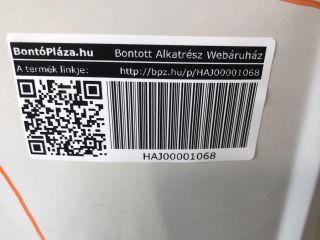 BontóPláza.hu Bontott Alkatrész Webáruház
A termék linkje: http://bpz.hu/p/HAJ00001068
HAJ00001068